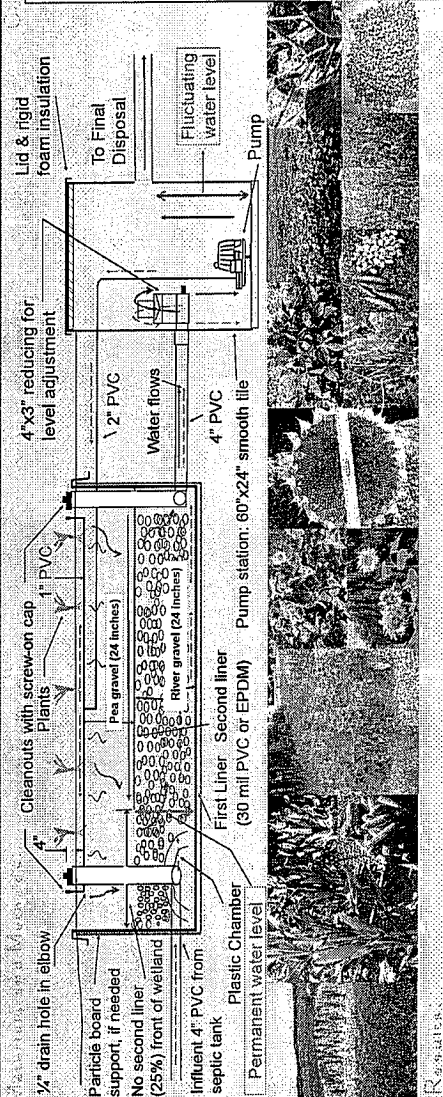 Materials and Methods:
1/4" drain hole in elbow
Cleanouts with screw-on cap
Plants
1" PVC
4"
4"x3" reducing for
level adjustment
Lid & rigid
foam insulation
To Final
Disposal
Particle board
support, if needed
No second liner
(25%) front of wetland
Influent 4" PVC from
septic tank
Plastic Chamber
Permanent water level
Pea gravel (24 inches)
River gravel (24 inches)
2" PVC
Water flows
4" PVC
Fluctuating
water level
Pump
First Liner
Second liner
(30 mil PVC or EPDM)
Pump station: 60"x24" smooth tile
Results: